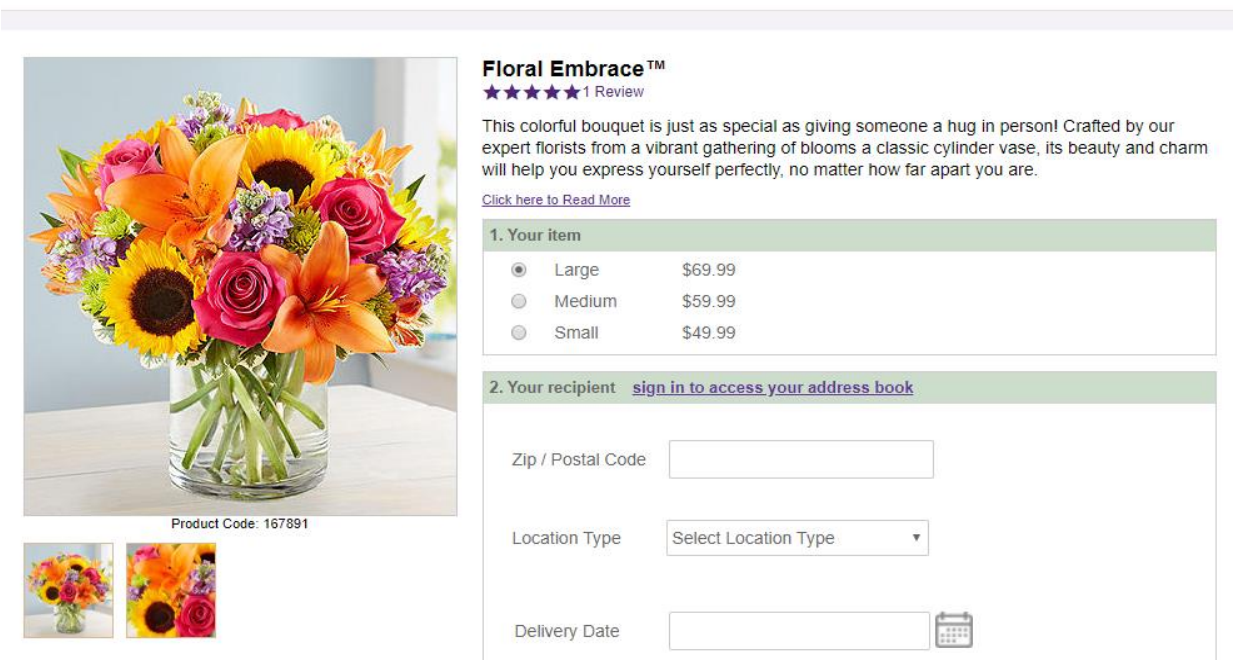 Floral Embrace™
1 Review
This colorful bouquet is just as special as giving someone a hug in person! Crafted by our
expert florists from a vibrant gathering of blooms a classic cylinder vase, its beauty and charm
will help you express yourself perfectly, no matter how far apart you are.
Click here to Read More
1. Your item
Large $69.99
Medium $59.99
Small $49.99
2. Your recipient sign in to access your address book
Zip / Postal Code
Location Type Select Location Type
Delivery Date
Product Code: 167891